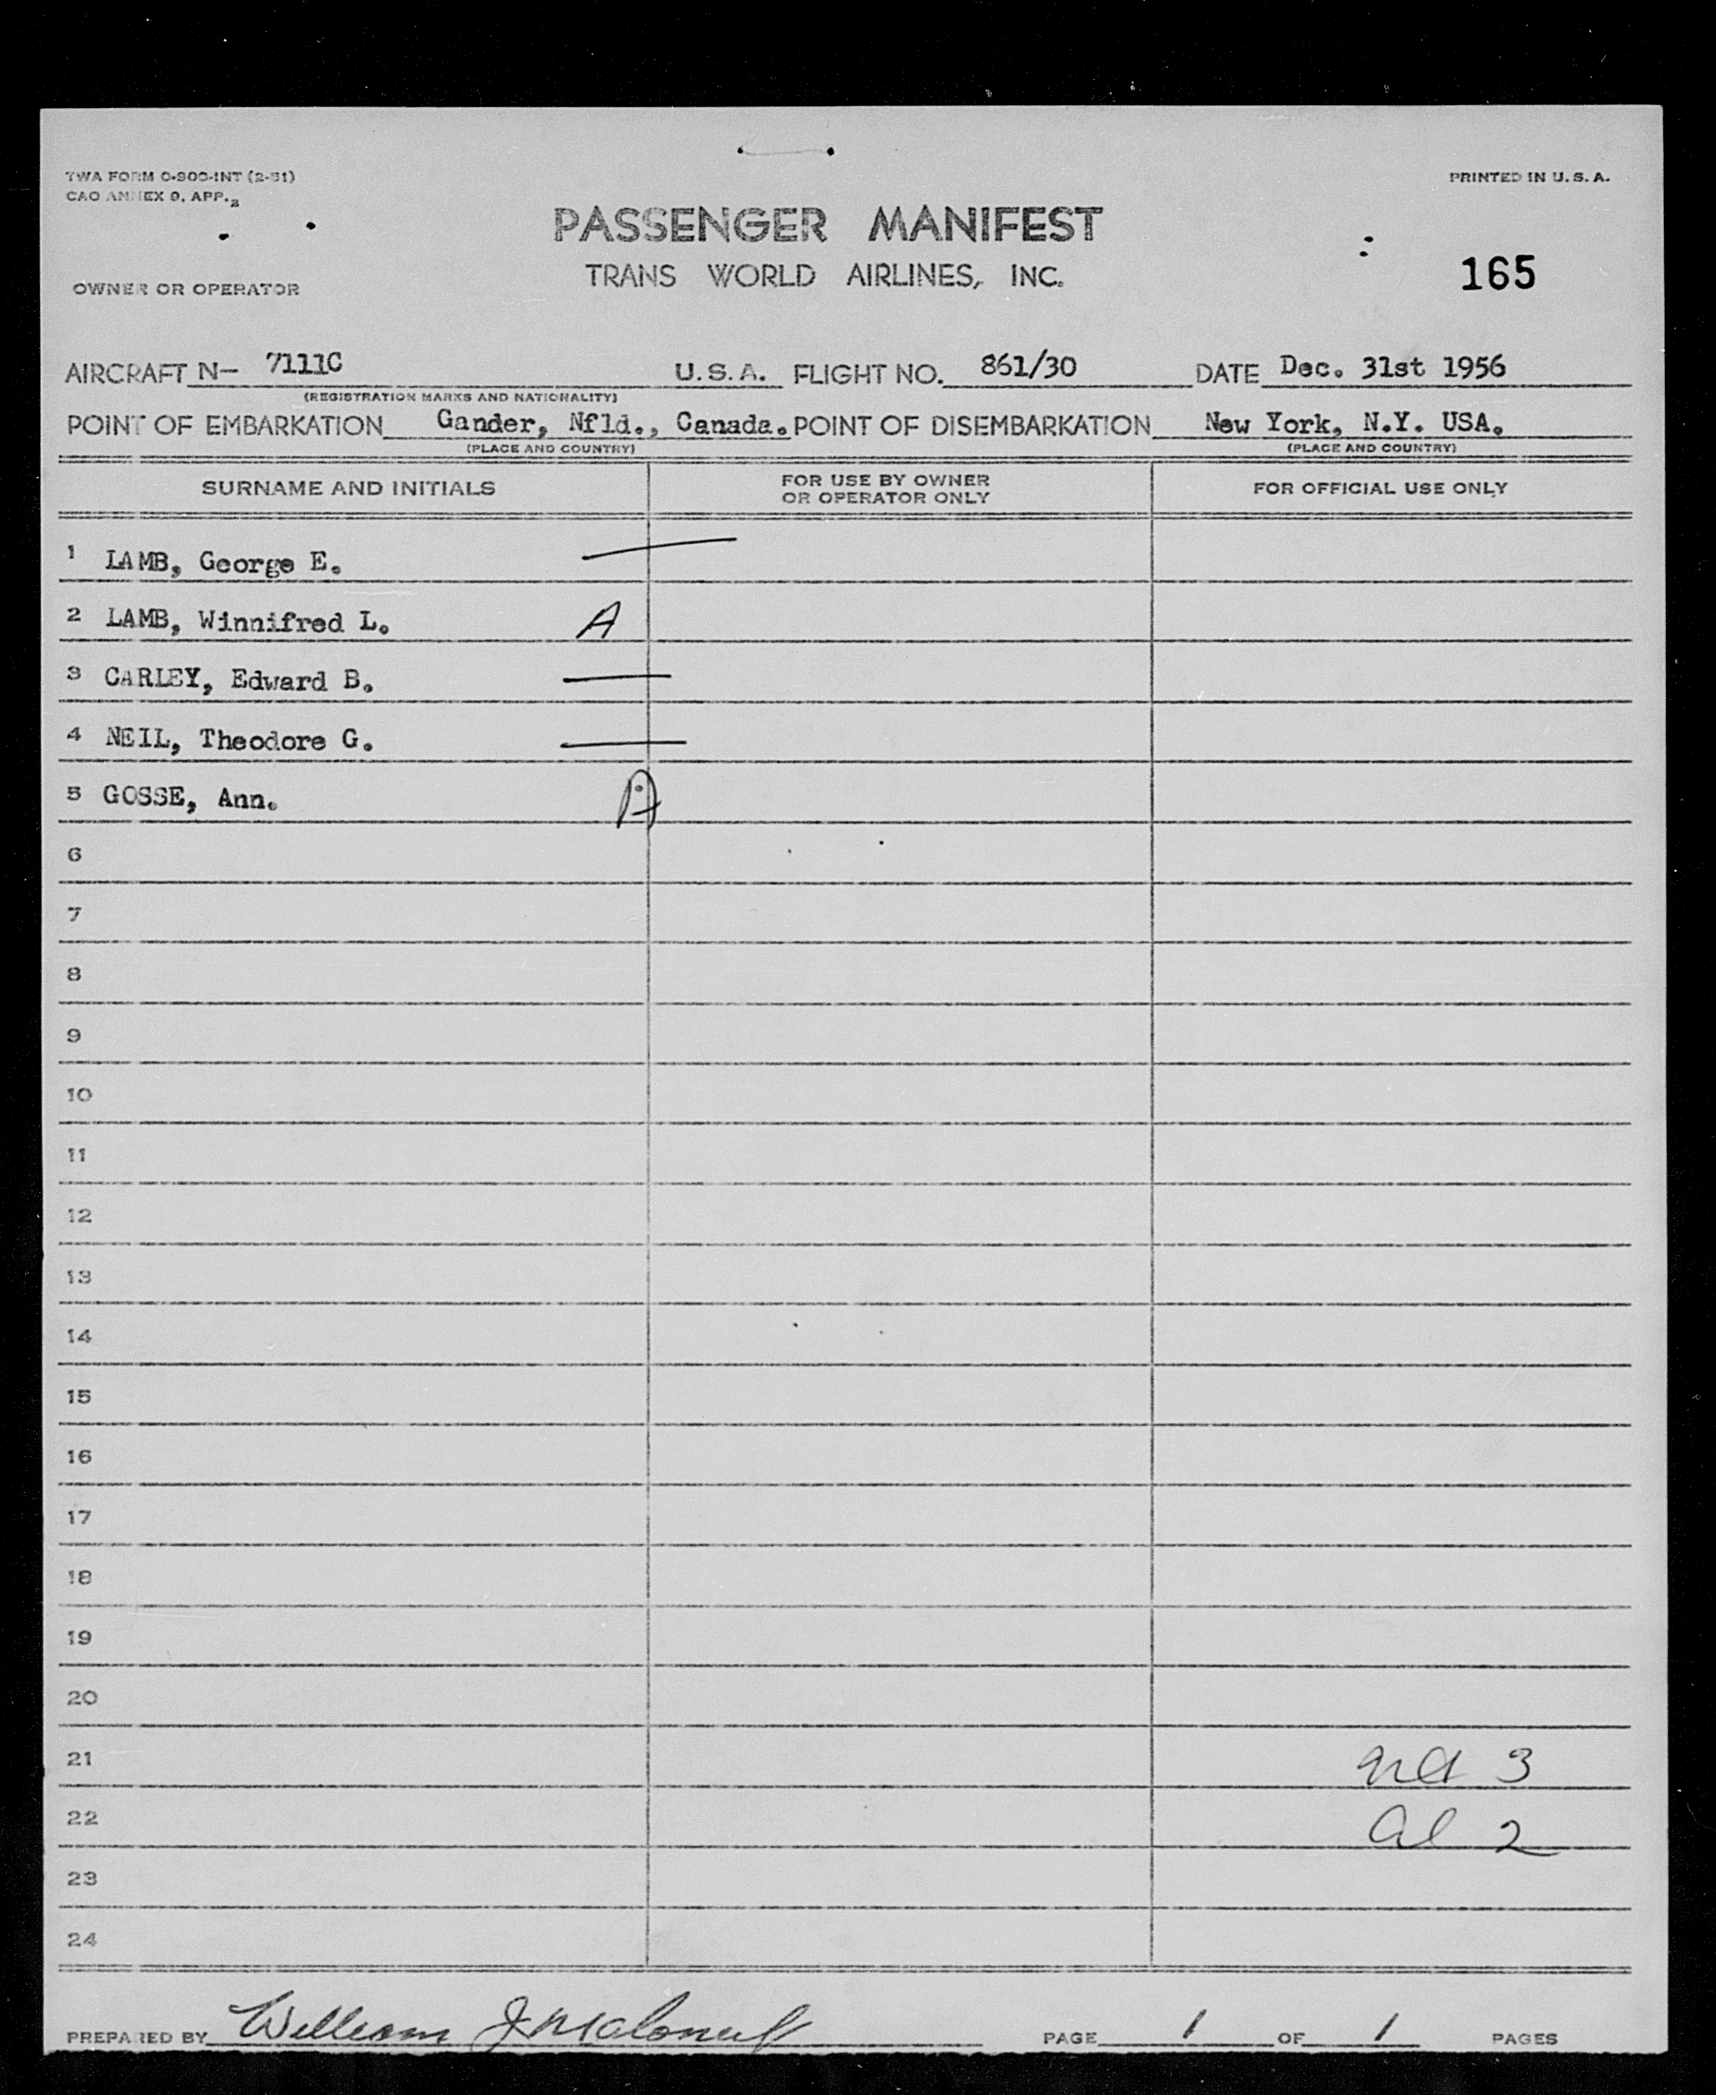 TWA FORM O-900-INT (2-51)
PRINTED IN U.S.A.
CAO ANNEX 9, APP. 2
PASSENGER MANIFEST
TRANS WORLD AIRLINES, INC.
165
OWNER OR OPERATOR
AIRCRAFT N- 7111C U.S.A. FLIGHT NO. 861/30 DATE Dec. 31st 1956
(REGISTRATION MARKS AND NATIONALITY)
POINT OF EMBARKATION Gander, Nfld., Canada. POINT OF DISEMBARKATION New York, N.Y. USA.
(PLACE AND COUNTRY) (PLACE AND COUNTRY)
SURNAME AND INITIALS FOR USE BY OWNER OR OPERATOR ONLY FOR OFFICIAL USE ONLY
1 LAMB, George E. —
2 LAMB, Winnifred L. A
3 CARLEY, Edward B. —
4 NEIL, Theodore G. —
5 GOSSE, Ann. A
6
7
8
9
10
11
12
13
14
15
16
17
18
19
20
21 3
22 al 2
23
24
PREPARED BY William J Maloney PAGE 1 OF 1 PAGES